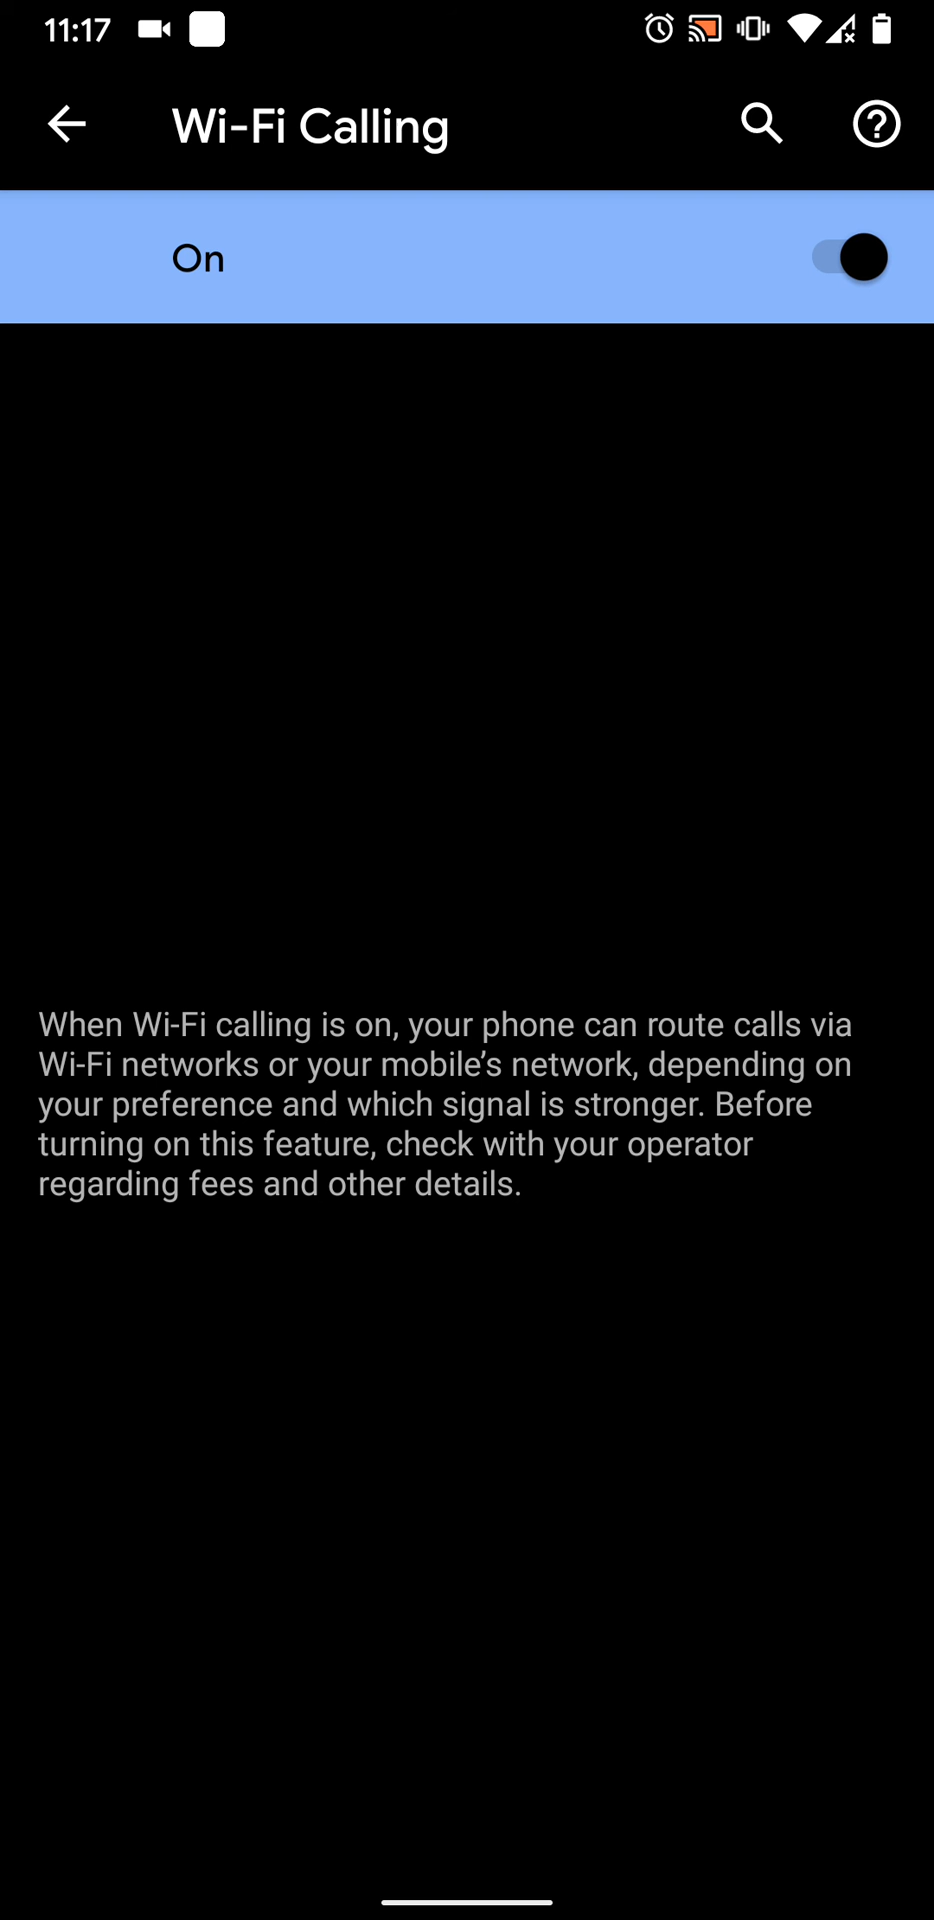 11:17
Wi-Fi Calling
On
When Wi-Fi calling is on, your phone can route calls via
Wi-Fi networks or your mobile’s network, depending on
your preference and which signal is stronger. Before
turning on this feature, check with your operator
regarding fees and other details.